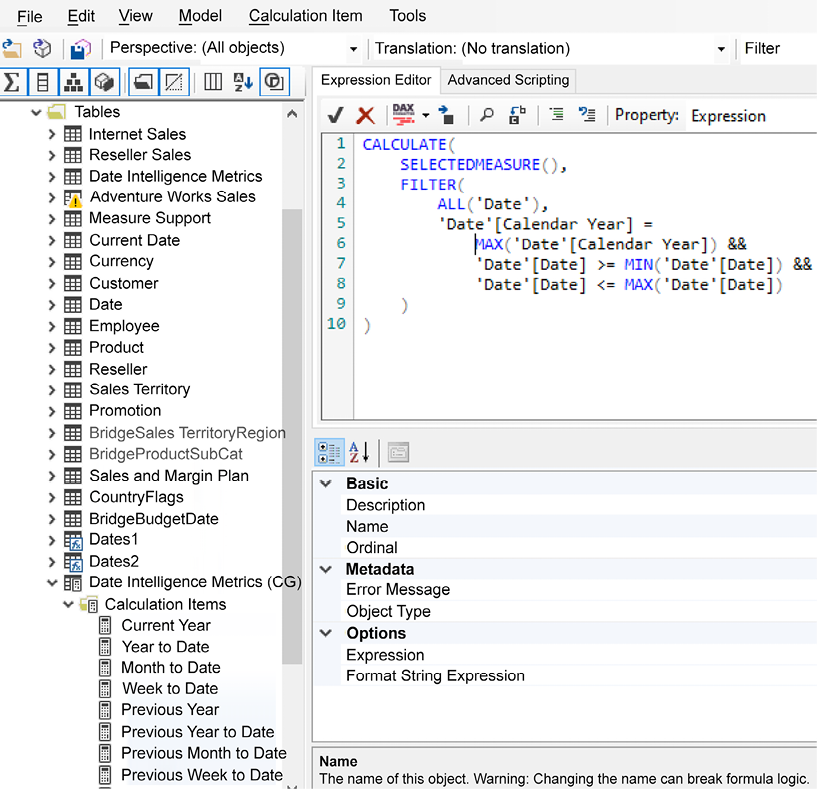 File Edit View Model Calculation Item Tools
Perspective: (All objects) Translation: (No translation) Filter
Expression Editor Advanced Scripting
DAX FORMATTER Property: Expression
Tables
Internet Sales
Reseller Sales
Date Intelligence Metrics
Adventure Works Sales
Measure Support
Current Date
Currency
Customer
Date
Employee
Product
Reseller
Sales Territory
Promotion
BridgeSales TerritoryRegion
BridgeProductSubCat
Sales and Margin Plan
CountryFlags
BridgeBudgetDate
Dates1
Dates2
Date Intelligence Metrics (CG)
Calculation Items
Current Year
Year to Date
Month to Date
Week to Date
Previous Year
Previous Year to Date
Previous Month to Date
Previous Week to Date
1 CALCULATE(
2 SELECTEDMEASURE(),
3 FILTER(
4 ALL('Date'),
5 'Date'[Calendar Year] =
6 MAX('Date'[Calendar Year]) &&
7 'Date'[Date] >= MIN('Date'[Date]) &&
8 'Date'[Date] <= MAX('Date'[Date])
9 )
10 )
Basic
Description
Name
Ordinal
Metadata
Error Message
Object Type
Options
Expression
Format String Expression
Name
The name of this object. Warning: Changing the name can break formula logic.